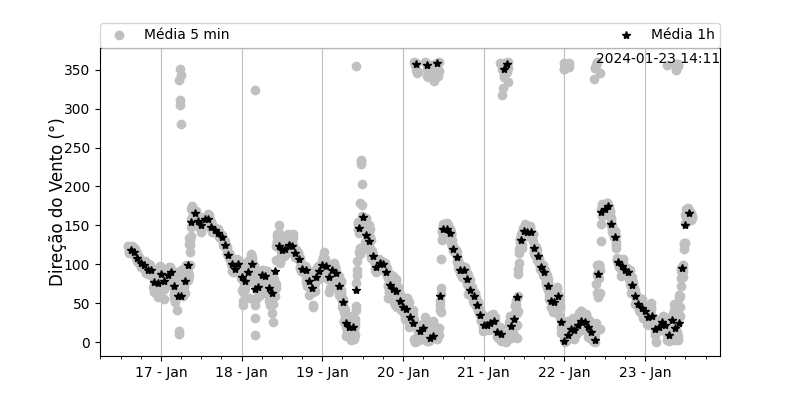 Média 5 min
Média 1h
2024-01-23 14:11
Direção do Vento (°)
350
300
250
200
150
100
50
0
17 - Jan
18 - Jan
19 - Jan
20 - Jan
21 - Jan
22 - Jan
23 - Jan